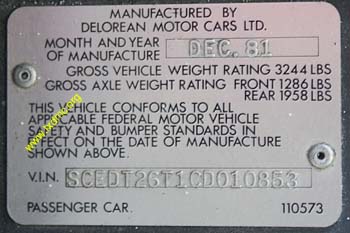 MANUFACTURED BY
DELOREAN MOTOR CARS LTD.
MONTH AND YEAR
OF MANUFACTURE DEC. 81
GROSS VEHICLE WEIGHT RATING 3244 LBS
GROSS AXLE WEIGHT RATING FRONT 1286 LBS
REAR 1958 LBS
THIS VEHICLE CONFORMS TO ALL
APPLICABLE FEDERAL MOTOR VEHICLE
SAFETY AND BUMPER STANDARDS IN
EFFECT ON THE DATE OF MANUFACTURE
SHOWN ABOVE.
V.I.N. SCEDT26T1CD010853
PASSENGER CAR. 110573